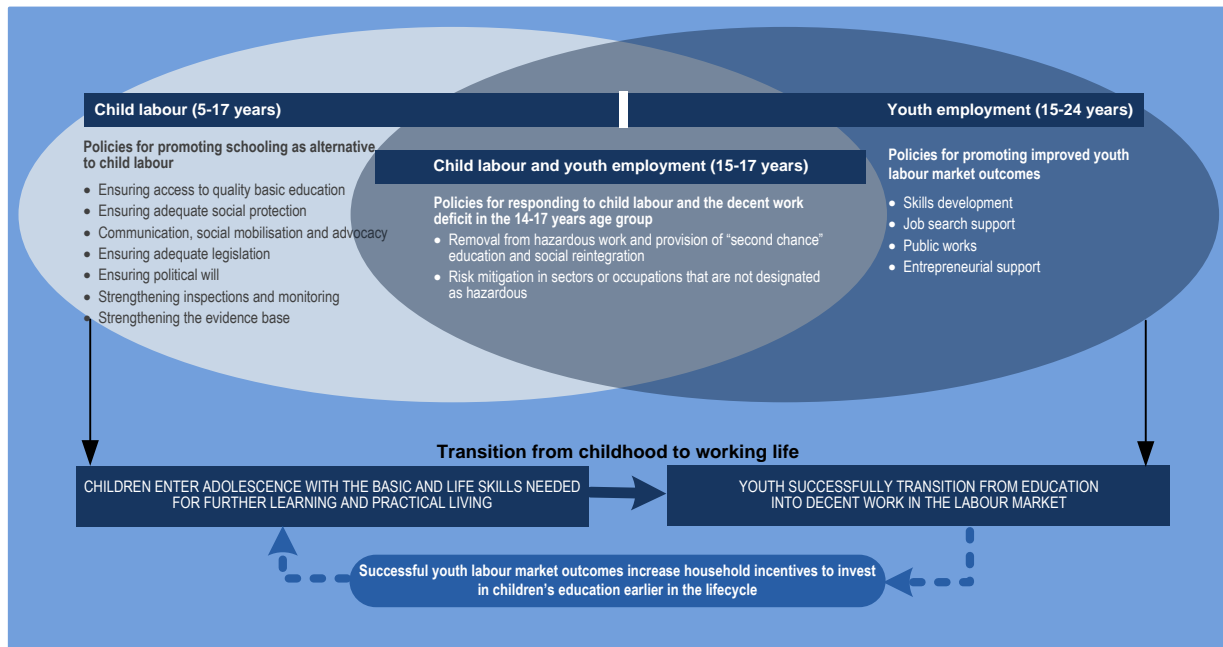 Child labour (5-17 years)
Youth employment (15-24 years)
Policies for promoting schooling as alternative
to child labour
• Ensuring access to quality basic education
• Ensuring adequate social protection
• Communication, social mobilisation and advocacy
• Ensuring adequate legislation
• Ensuring political will
• Strengthening inspections and monitoring
• Strengthening the evidence base
Child labour and youth employment (15-17 years)
Policies for responding to child labour and the decent work
deficit in the 14-17 years age group
• Removal from hazardous work and provision of “second chance”
education and social reintegration
• Risk mitigation in sectors or occupations that are not designated
as hazardous
Policies for promoting improved youth
labour market outcomes
• Skills development
• Job search support
• Public works
• Entrepreneurial support
Transition from childhood to working life
CHILDREN ENTER ADOLESCENCE WITH THE BASIC AND LIFE SKILLS NEEDED
FOR FURTHER LEARNING AND PRACTICAL LIVING
YOUTH SUCCESSFULLY TRANSITION FROM EDUCATION
INTO DECENT WORK IN THE LABOUR MARKET
Successful youth labour market outcomes increase household incentives to invest
in children’s education earlier in the lifecycle